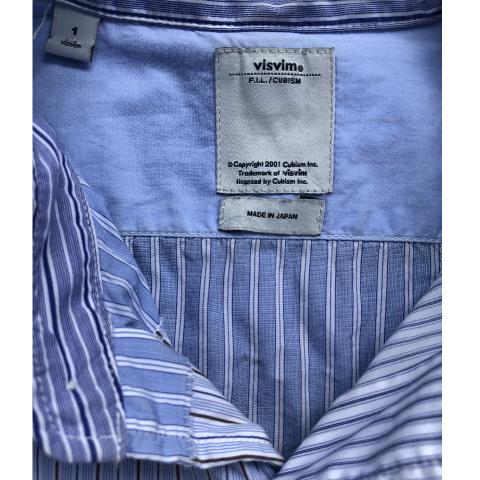 1
visvim
visvim®
F.I.L./CUBISM
©Copyright 2001 Cubism Inc.
Trademark of visvim
licensed by Cubism Inc.
MADE IN JAPAN